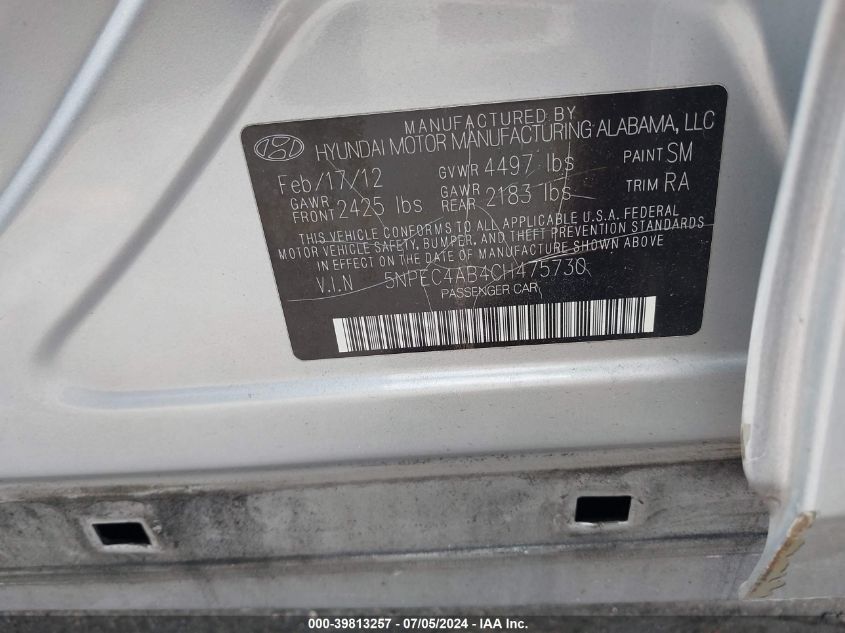 MANUFACTURED BY
HYUNDAI MOTOR MANUFACTURING ALABAMA, LLC
Feb/17/12 GVWR 4497 lbs PAINT SM
GAWR FRONT 2425 lbs GAWR REAR 2183 lbs TRIM RA
THIS VEHICLE CONFORMS TO ALL APPLICABLE U.S.A. FEDERAL
MOTOR VEHICLE SAFETY, BUMPER, AND THEFT PREVENTION STANDARDS
IN EFFECT ON THE DATE OF MANUFACTURE SHOWN ABOVE
V.I.N 5NPEC4AB4CH475730
PASSENGER CAR
000-39813257 / 07/05/2024 - IAA Inc.